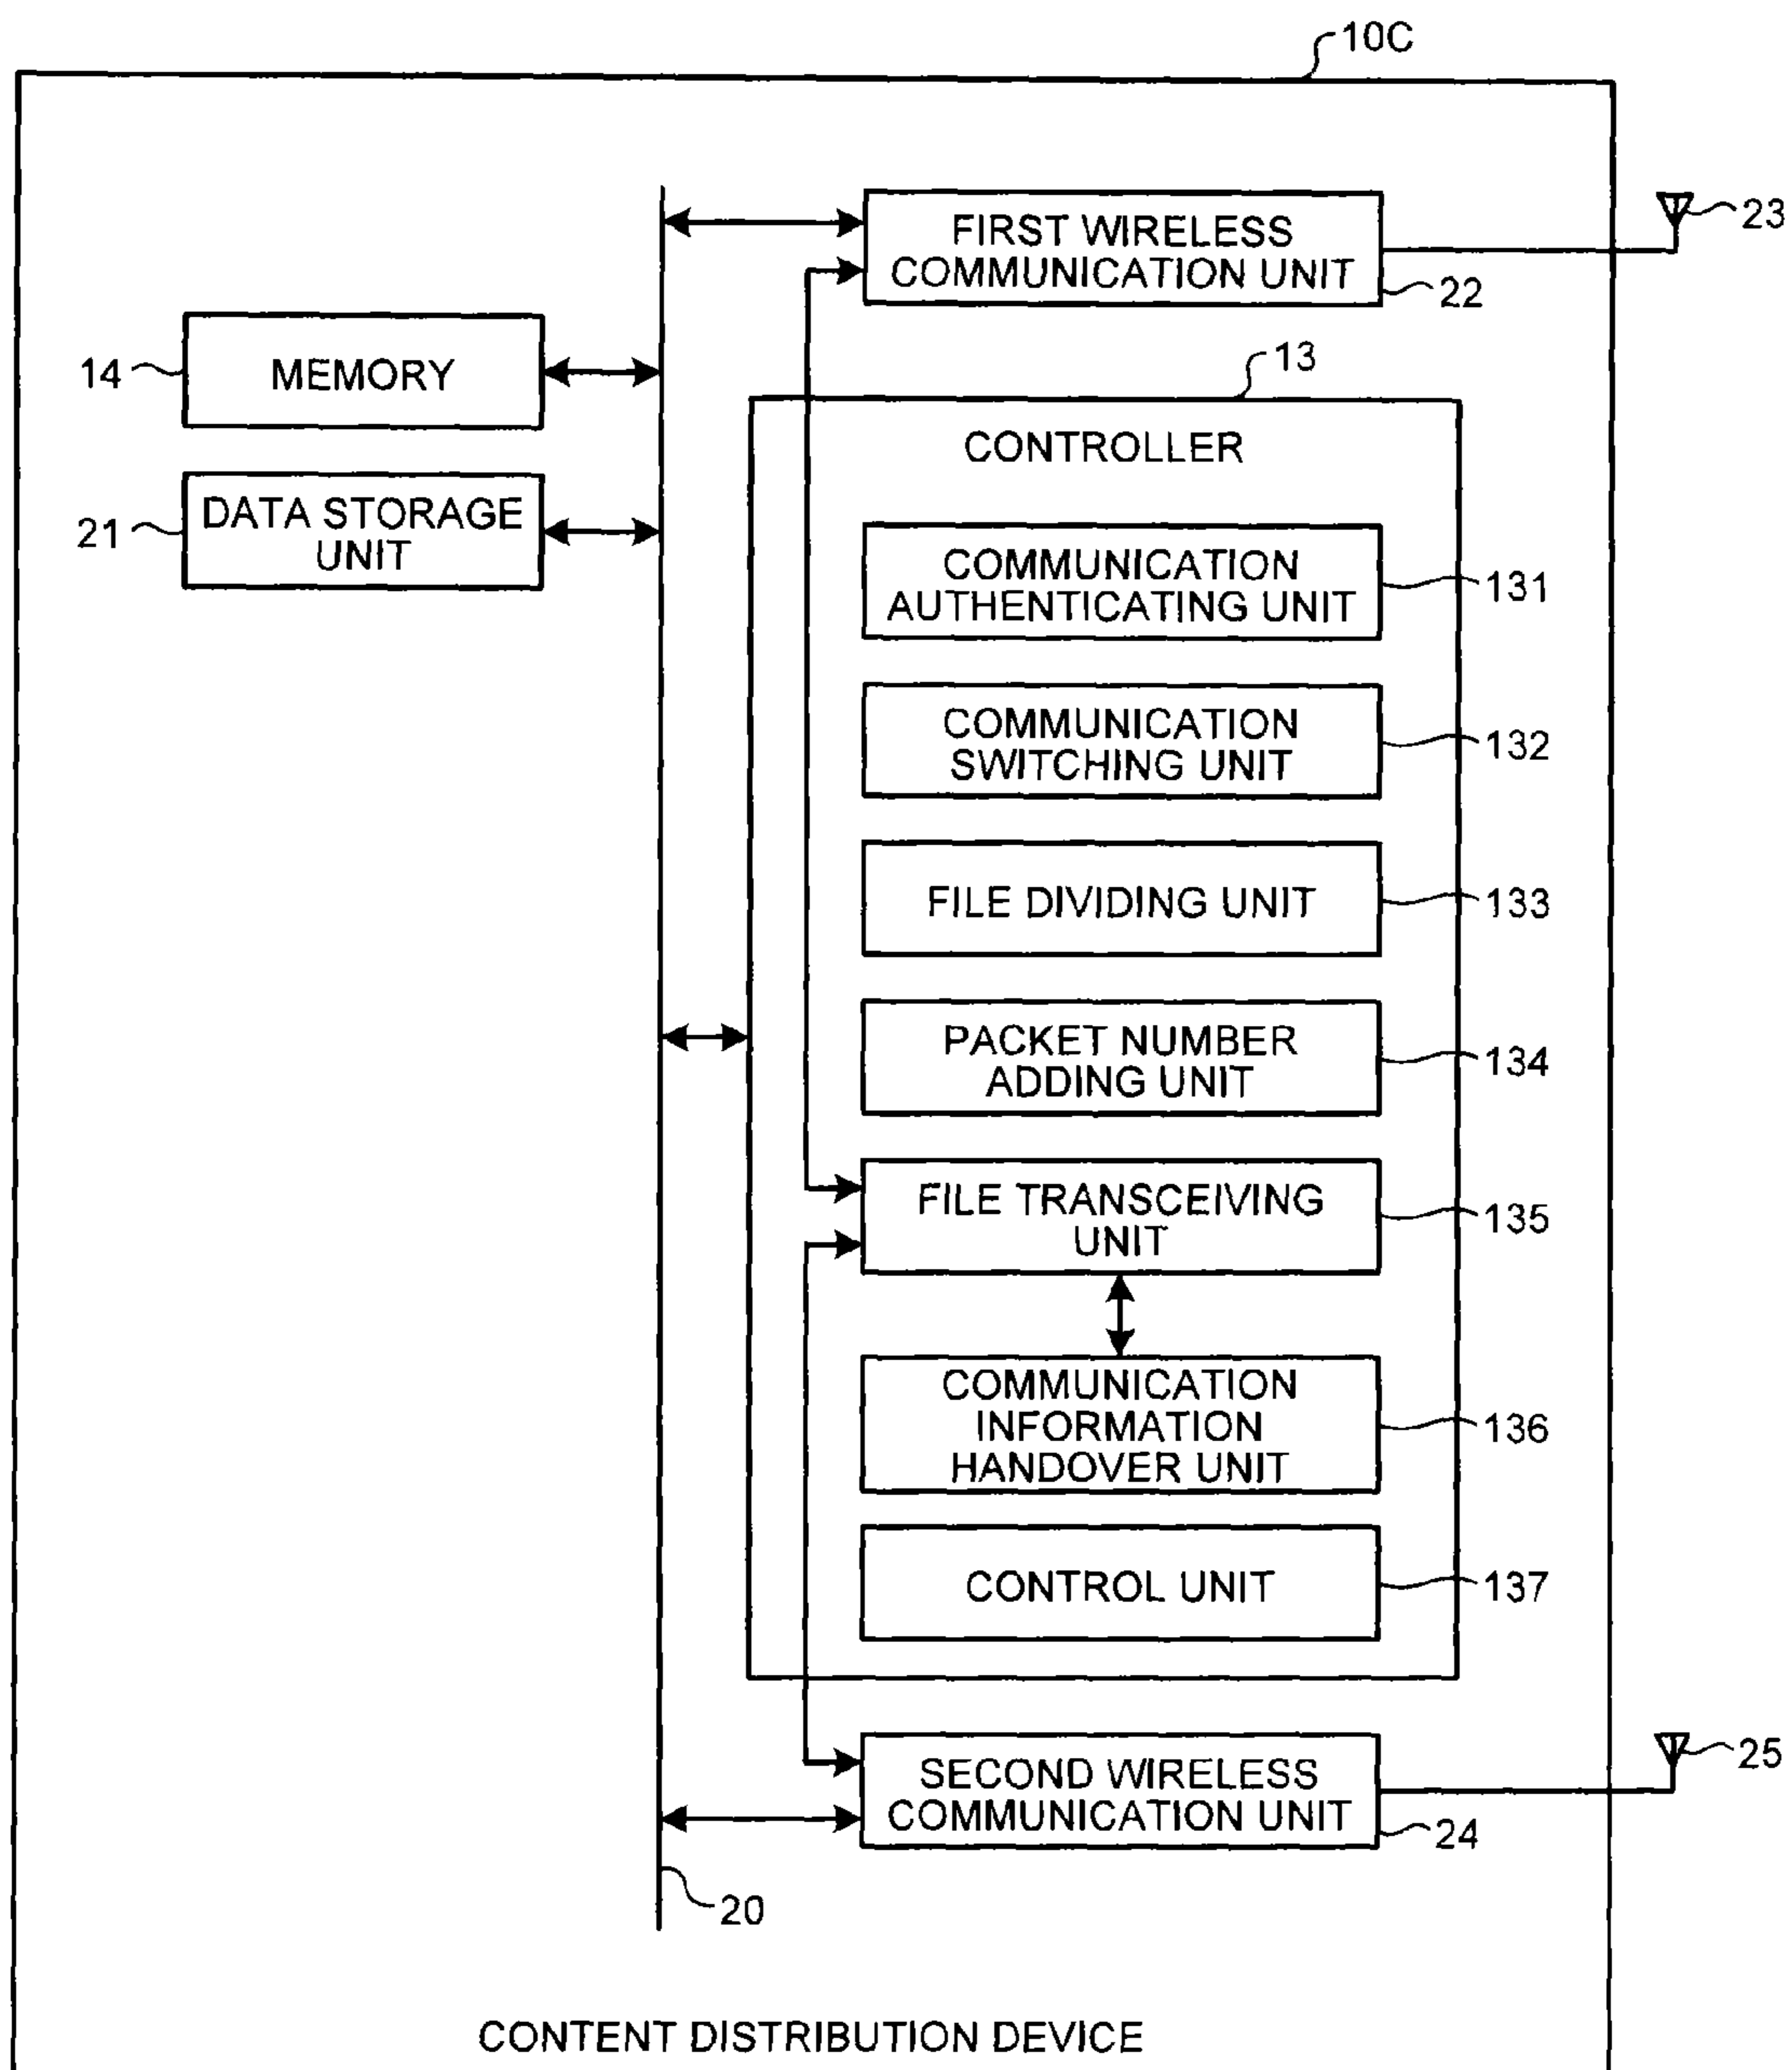 10C
FIRST WIRELESS
COMMUNICATION UNIT
23
22
14
MEMORY
13
CONTROLLER
21
DATA STORAGE
UNIT
COMMUNICATION
AUTHENTICATING UNIT
131
COMMUNICATION
SWITCHING UNIT
132
FILE DIVIDING UNIT
133
PACKET NUMBER
ADDING UNIT
134
FILE TRANSCEIVING
UNIT
135
COMMUNICATION
INFORMATION
HANDOVER UNIT
136
CONTROL UNIT
137
SECOND WIRELESS
COMMUNICATION UNIT
25
24
20
CONTENT DISTRIBUTION DEVICE